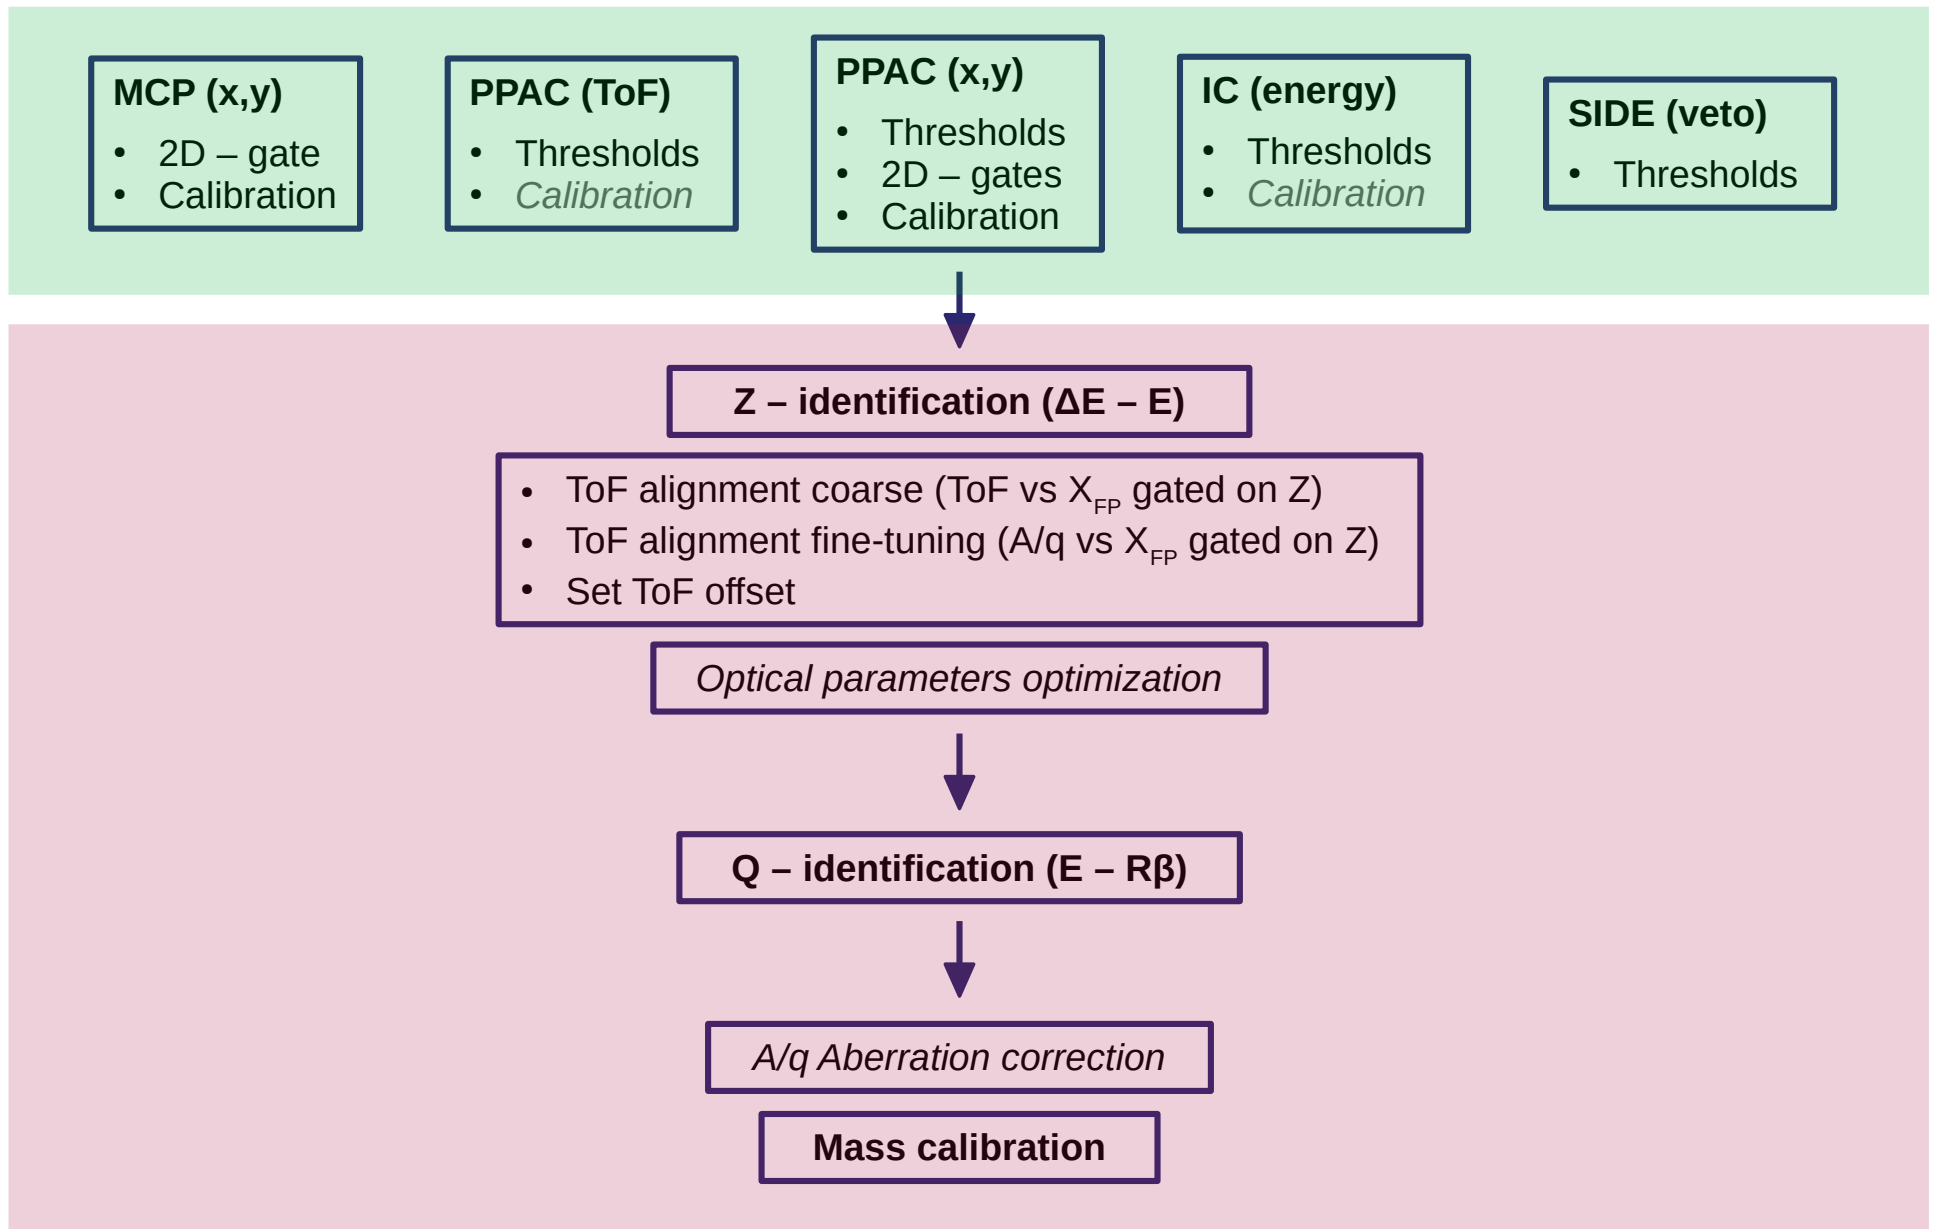 MCP (x,y)
• 2D – gate
• Calibration
PPAC (ToF)
• Thresholds
• Calibration
PPAC (x,y)
• Thresholds
• 2D – gates
• Calibration
IC (energy)
• Thresholds
• Calibration
SIDE (veto)
• Thresholds
Z – identification (ΔE – E)
• ToF alignment coarse (ToF vs X_FP gated on Z)
• ToF alignment fine-tuning (A/q vs X_FP gated on Z)
• Set ToF offset
Optical parameters optimization
Q – identification (E – Rβ)
A/q Aberration correction
Mass calibration